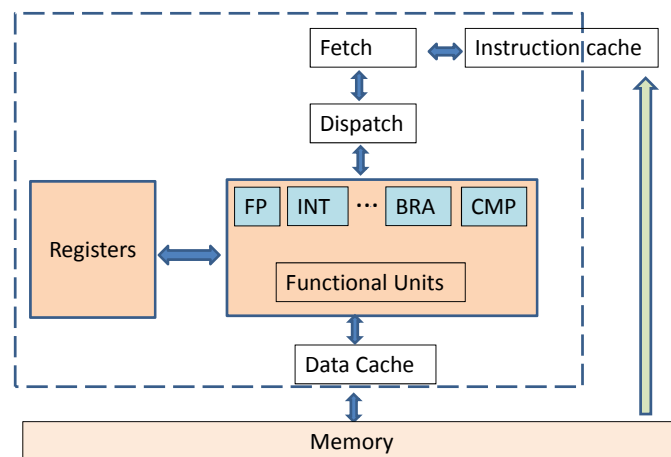 Fetch
Instruction cache
Dispatch
FP
INT
...
BRA
CMP
Registers
Functional Units
Data Cache
Memory